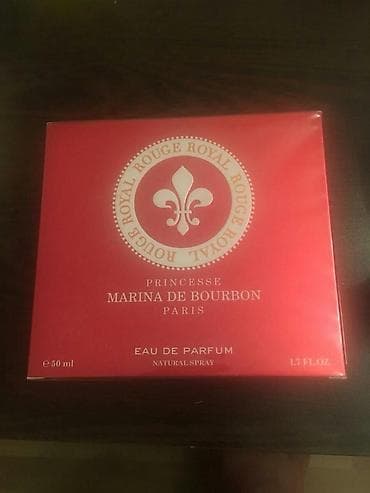 ROUGE ROYAL ROUGE ROYAL ROUGE ROYAL
PRINCESSE
MARINA DE BOURBON
PARIS
EAU DE PARFUM
NATURAL SPRAY
℮ 50 ml
1.7 FL.OZ